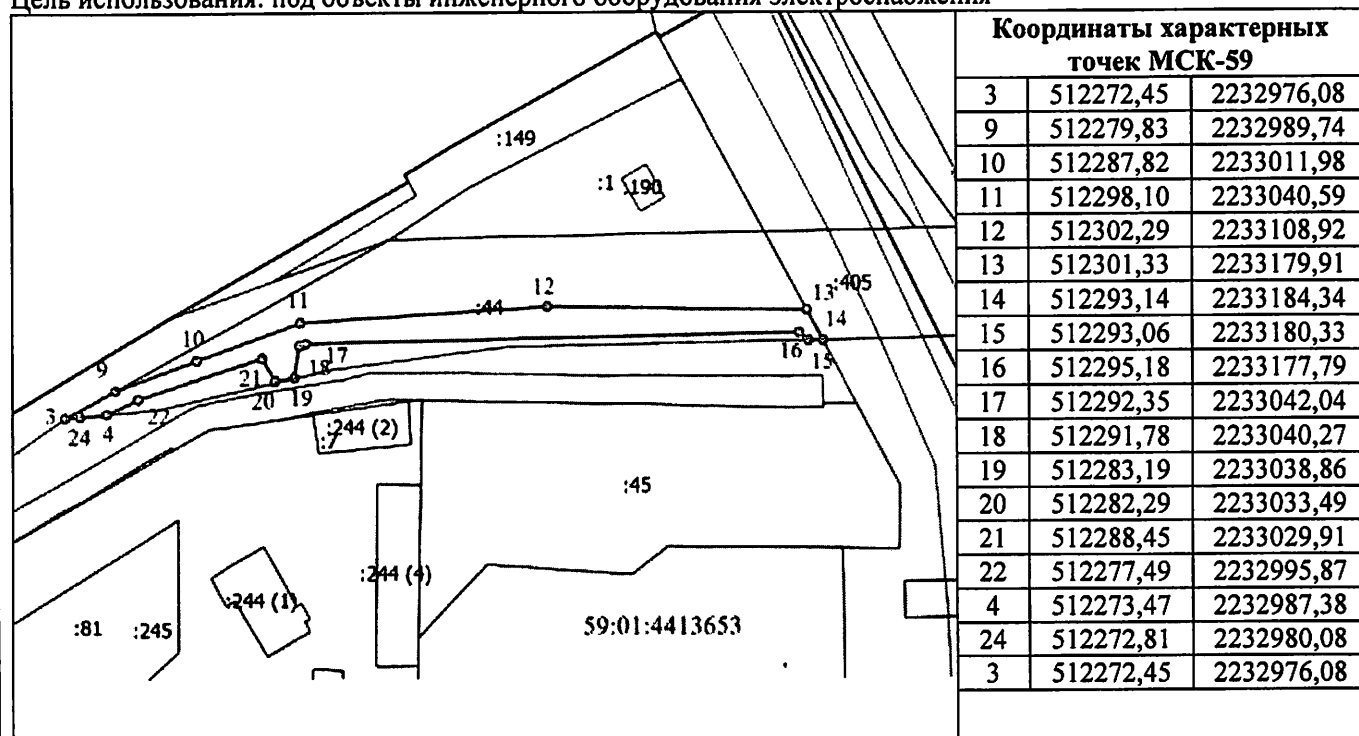 Цель использования: под объекты инженерного оборудования электроснабжения
Координаты характерных
точек МСК-59
3 512272,45 2232976,08
9 512279,83 2232989,74
10 512287,82 2233011,98
11 512298,10 2233040,59
12 512302,29 2233108,92
13 512301,33 2233179,91
14 512293,14 2233184,34
15 512293,06 2233180,33
16 512295,18 2233177,79
17 512292,35 2233042,04
18 512291,78 2233040,27
19 512283,19 2233038,86
20 512282,29 2233033,49
21 512288,45 2233029,91
22 512277,49 2232995,87
4 512273,47 2232987,38
24 512272,81 2232980,08
3 512272,45 2232976,08
:149
:1
:190
:405
13
12
11
:44
14
10
16
15
17
18
9
21
20
19
22
3
24
4
:244 (2)
:7
:45
:244 (4)
:244 (1)
:81
:245
59:01:4413653